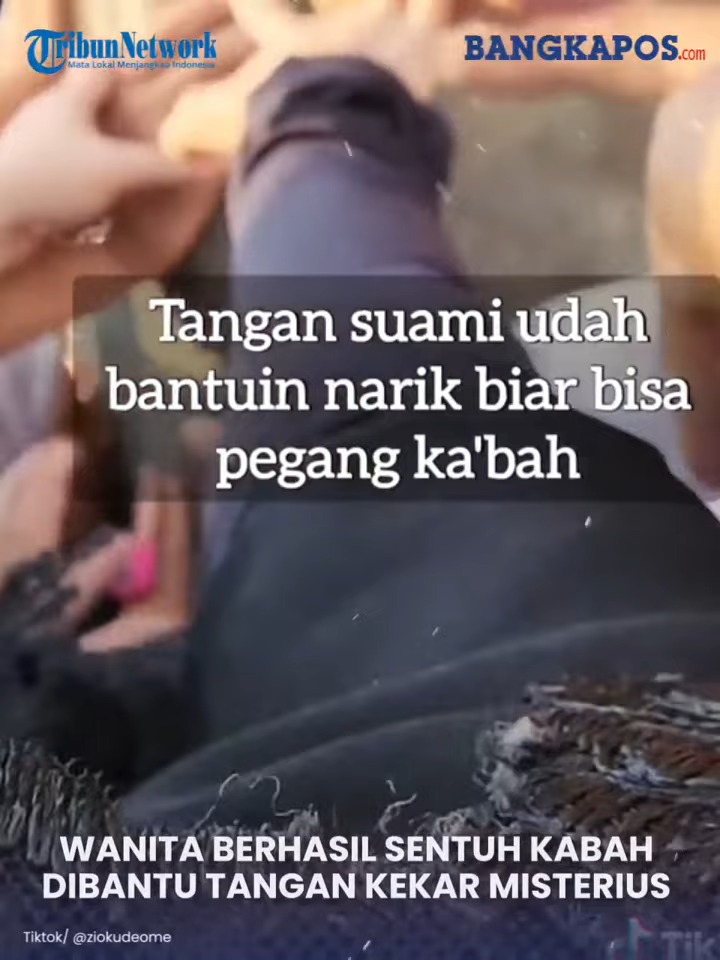 TribunNetwork
Mata Lokal Menjangkau Indonesia
BANGKAPOS.com
Tangan suami udah
bantuin narik biar bisa
pegang ka'bah
WANITA BERHASIL SENTUH KABAH
DIBANTU TANGAN KEKAR MISTERIUS
Tiktok/ @ziokudeome
Tik